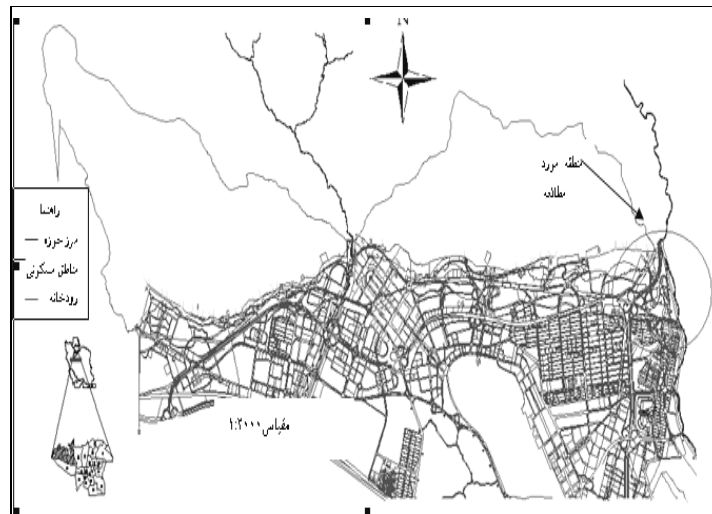 N
منطقه مورد
مطالعه
راهنما
مرز حوزه
مناطق مسکونی
رودخانه
مقیاس ۱:۲۰۰۰